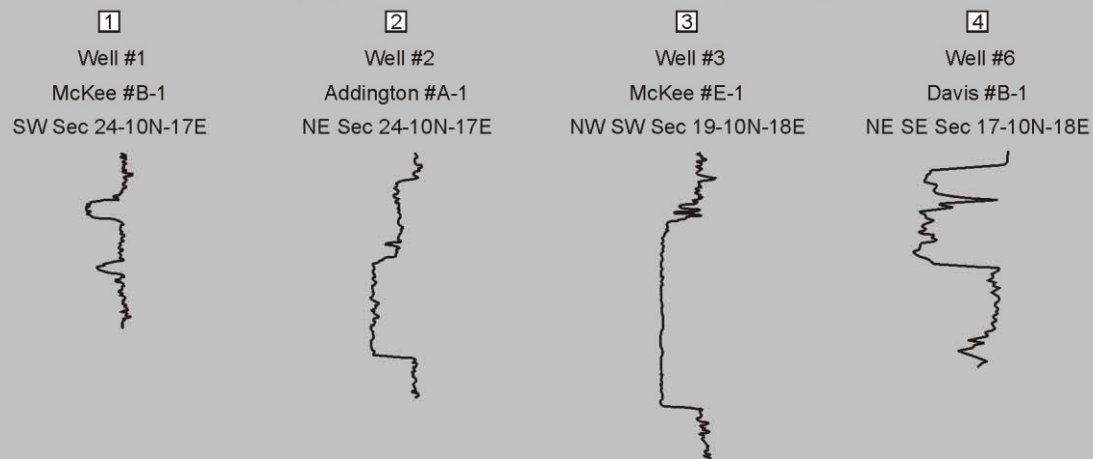 1
Well #1
McKee #B-1
SW Sec 24-10N-17E
2
Well #2
Addington #A-1
NE Sec 24-10N-17E
3
Well #3
McKee #E-1
NW SW Sec 19-10N-18E
4
Well #6
Davis #B-1
NE SE Sec 17-10N-18E